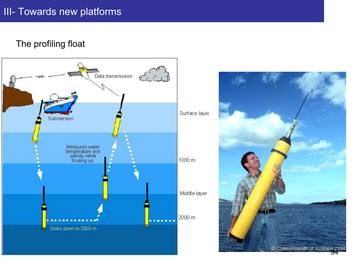 III- Towards new platforms
The profiling float
Data transmission
Submersion
Surface layer
Measures water
temperature and
salinity while
floating up
1000 m
Middle layer
2000 m
Sinks down to 2000 m
© Commonwealth of Australia 2004